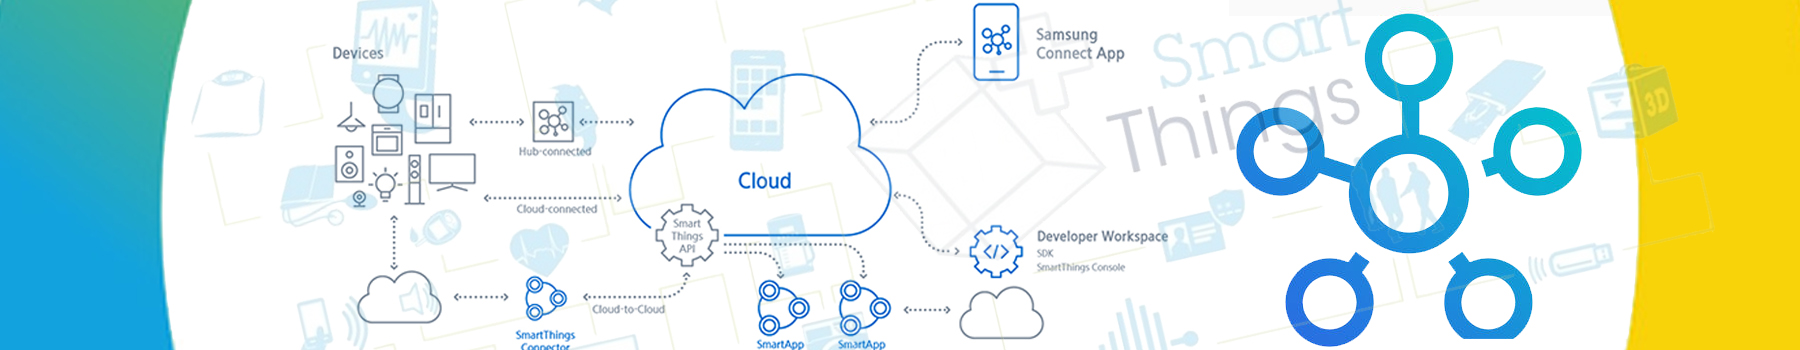 Devices
Hub-connected
Cloud-connected
Cloud
Smart
Things
API
Cloud-to-Cloud
SmartThings
Connector
SmartApp
SmartApp
Samsung
Connect App
Developer Workspace
SDK
SmartThings Console
</>
Smart
Things
3D